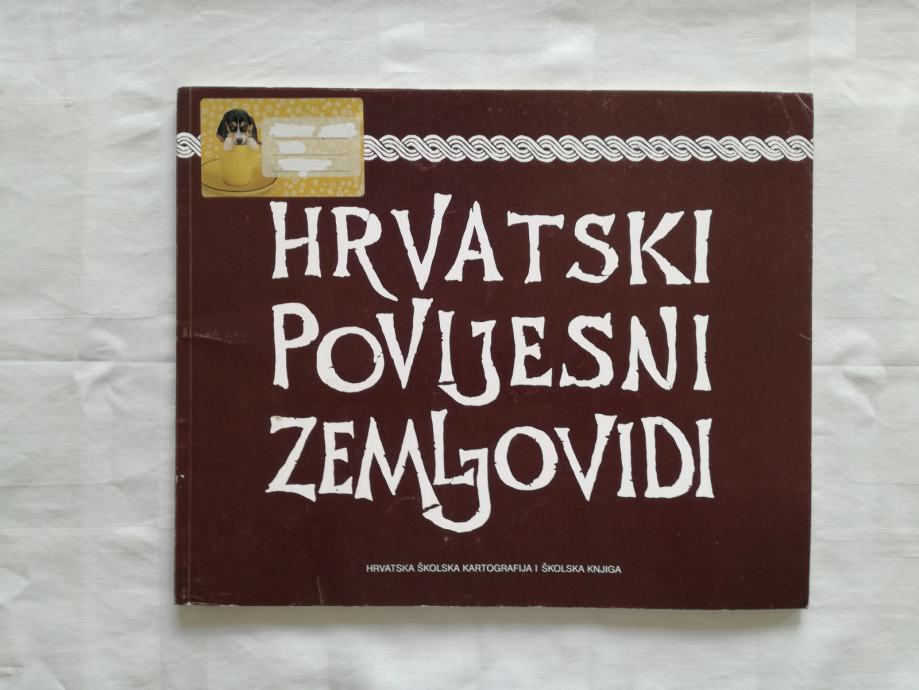 HRVATSKI
POVIJESNI
ZEMLJOVIDI
HRVATSKA ŠKOLSKA KARTOGRAFIJA I ŠKOLSKA KNJIGA